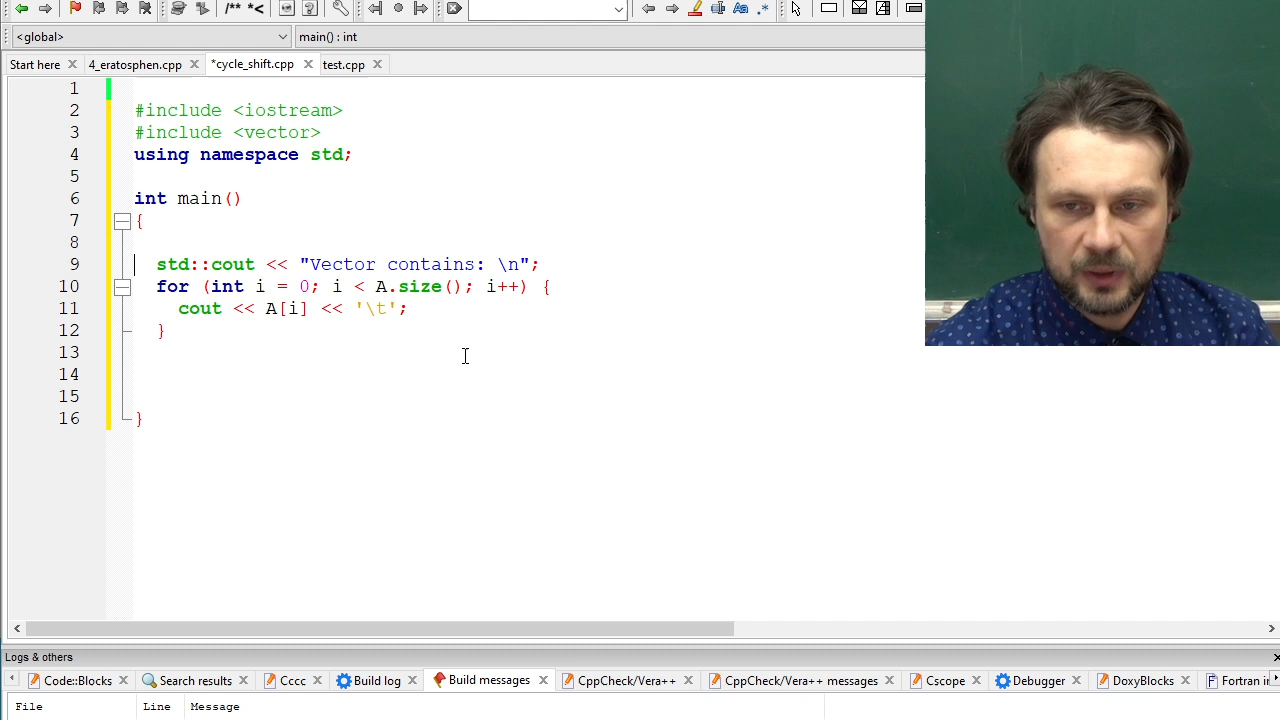 /** *<
<global>
main() : int
Start here
4_eratosphen.cpp
*cycle_shift.cpp
test.cpp
1
2 #include <iostream>
3 #include <vector>
4 using namespace std;
5
6 int main()
7 {
8
9 std::cout << "Vector contains: \n";
10 for (int i = 0; i < A.size(); i++) {
11 cout << A[i] << '\t';
12 }
13
14
15
16 }
Logs & others
Code::Blocks
Search results
Cccc
Build log
Build messages
CppCheck/Vera++
CppCheck/Vera++ messages
Cscope
Debugger
DoxyBlocks
Fortran in
File
Line
Message